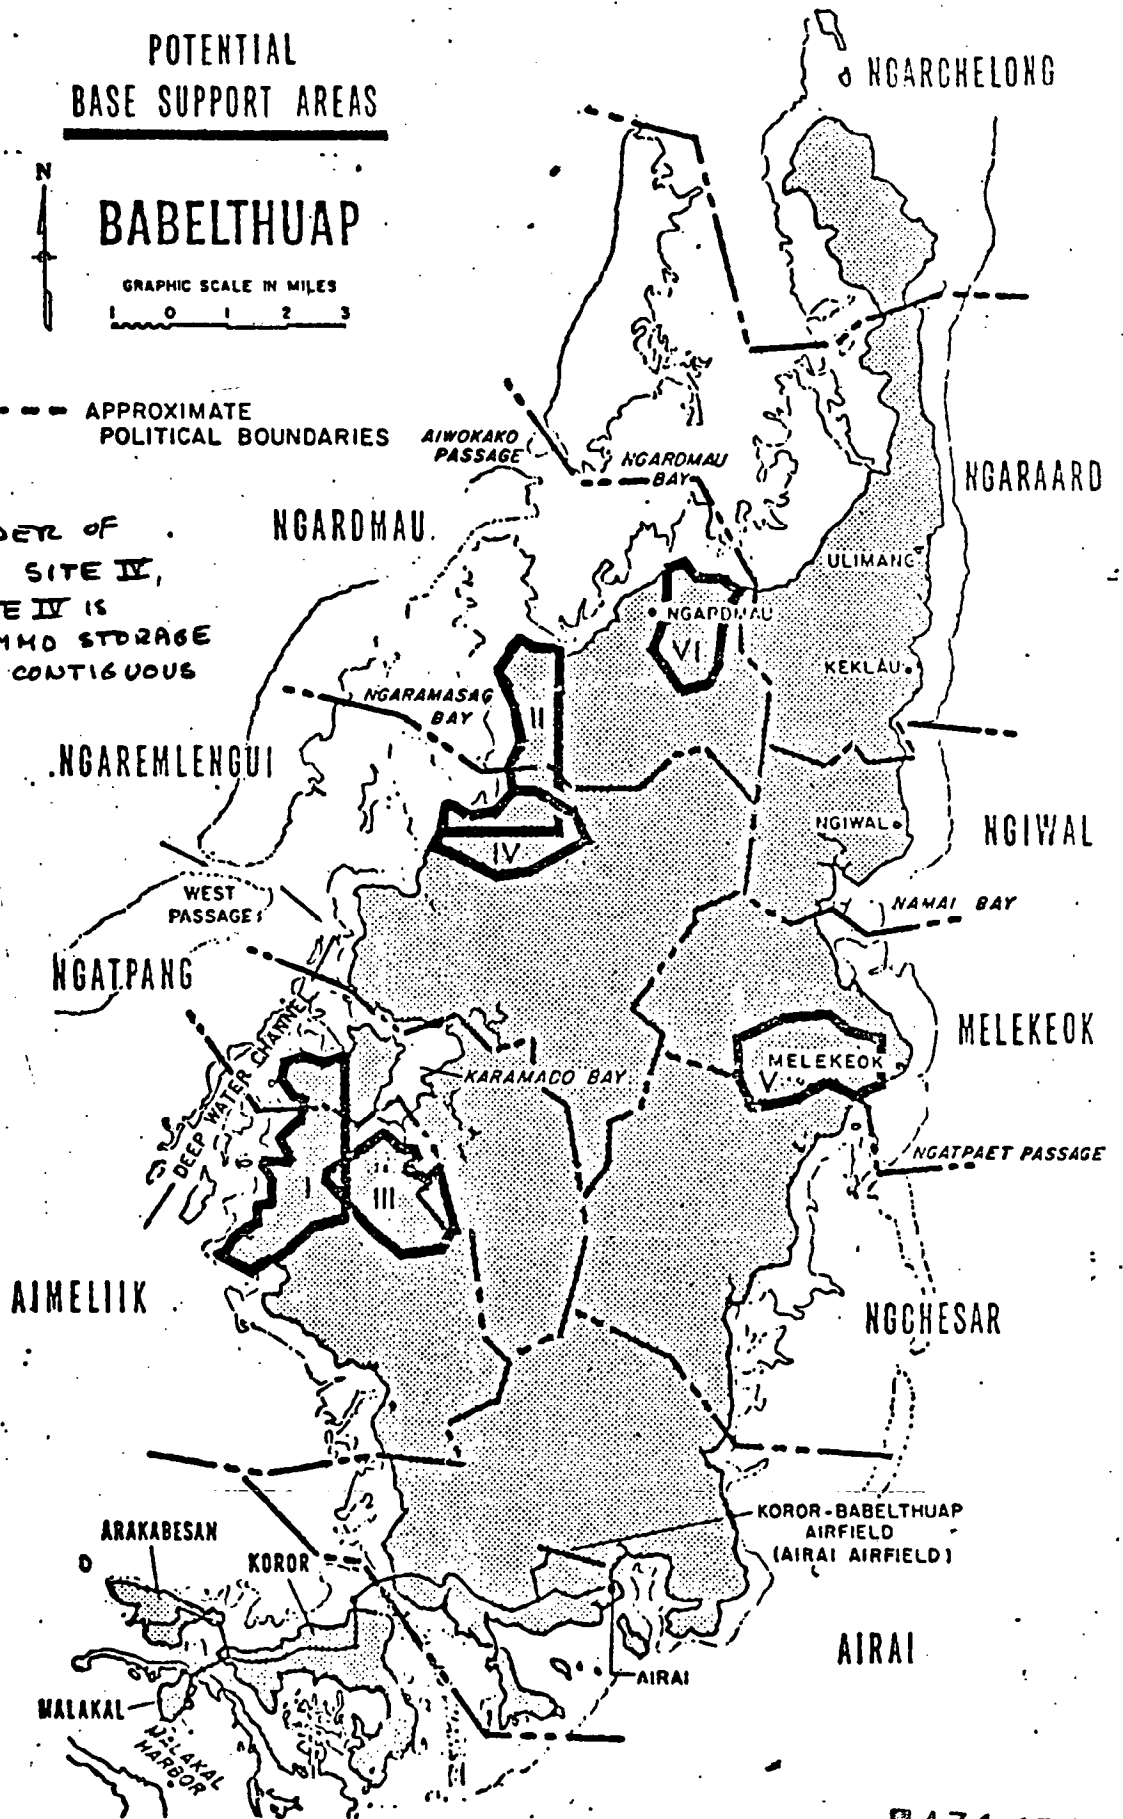 POTENTIAL
BASE SUPPORT AREAS
N
BABELTHUAP
GRAPHIC SCALE IN MILES
1 0 1 2 3
APPROXIMATE
POLITICAL BOUNDARIES
OF
SITE IV,
IV IS
STORAGE
CONTIGUOUS
NGARCHELONG
AIWOKAKO
PASSAGE
NGARDMAU
BAY
NGARAARD
NGARDMAU
ULIMANG
NGARDMAU
VI
KEKLAU
NGARAMASAG
BAY
II
NGAREMLENGUI
NGIWAL
NGIWAL
IV
WEST
PASSAGE
NAMAI BAY
NGATPANG
MELEKEOK
DEEP WATER CHANNEL
KARAMADO BAY
MELEKEOK
V
NGATPAET PASSAGE
I
III
AIMELIIK
NGCHESAR
KOROR-BABELTHUAP
AIRFIELD
(AIRAI AIRFIELD)
ARAKABESAN
KOROR
AIRAI
AIRAI
MALAKAL
MALAKAL
HARBOR